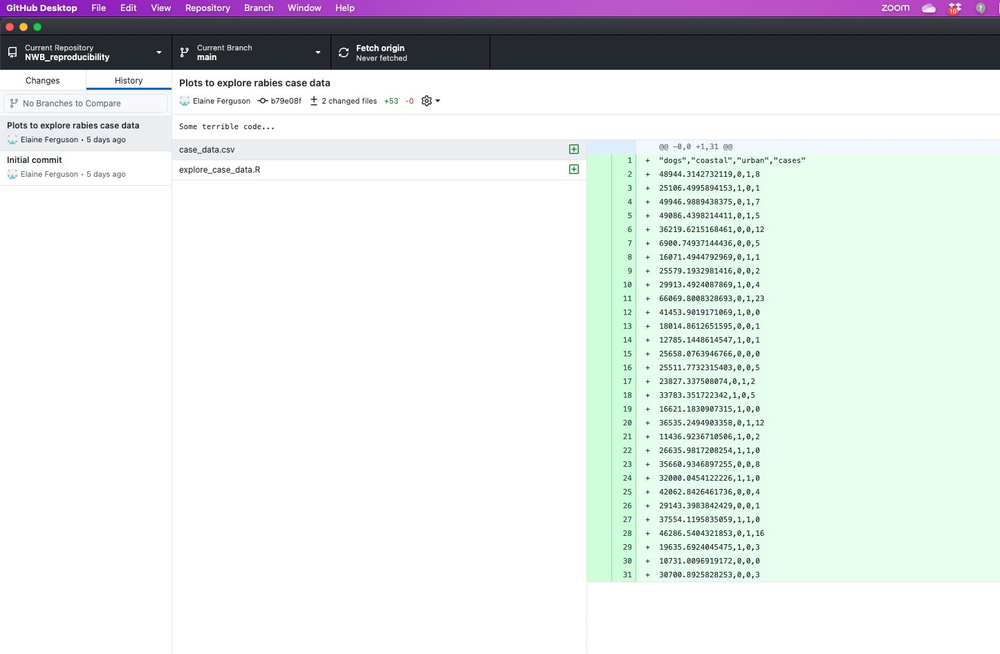 GitHub Desktop File Edit View Repository Branch Window Help zoom 10 ?
Current Repository
NWB_reproducibility
Current Branch
main
Fetch origin
Never fetched
Changes History
No Branches to Compare
Plots to explore rabies case data
Elaine Ferguson • 5 days ago
Initial commit
Elaine Ferguson • 5 days ago
Plots to explore rabies case data
Elaine Ferguson b79e08f 2 changed files +53 -0
Some terrible code...
case_data.csv
explore_case_data.R
@@ -0,0 +1,31 @@
1 + "dogs","coastal","urban","cases"
2 + 48944.3142732119,0,1,8
3 + 25106.4995894153,1,0,1
4 + 49946.9889438375,0,1,7
5 + 49086.4398214411,0,1,5
6 + 36219.6215168461,0,0,12
7 + 6900.74937144436,0,0,5
8 + 16071.4944792969,0,1,1
9 + 25579.1932981416,0,0,2
10 + 29913.4924087869,1,0,4
11 + 66069.8008328693,0,1,23
12 + 41453.9019171069,1,0,0
13 + 18014.8612651595,0,0,1
14 + 12785.1448614547,1,0,1
15 + 25658.0763946766,0,0,0
16 + 25511.7732315403,0,0,5
17 + 23827.337508074,0,1,2
18 + 33783.351722342,1,0,5
19 + 16621.1830907315,1,0,0
20 + 36535.2494903358,0,1,12
21 + 11436.9236710506,1,0,2
22 + 26635.9817208254,1,1,0
23 + 35660.9346897255,0,0,8
24 + 32000.0454122226,1,1,0
25 + 42062.8426461736,0,0,4
26 + 29143.3983842429,0,0,1
27 + 37554.1195835059,1,1,0
28 + 46286.5404321853,0,1,16
29 + 19635.6924045475,1,0,3
30 + 10731.0096919172,0,0,0
31 + 30700.8925828253,0,0,3